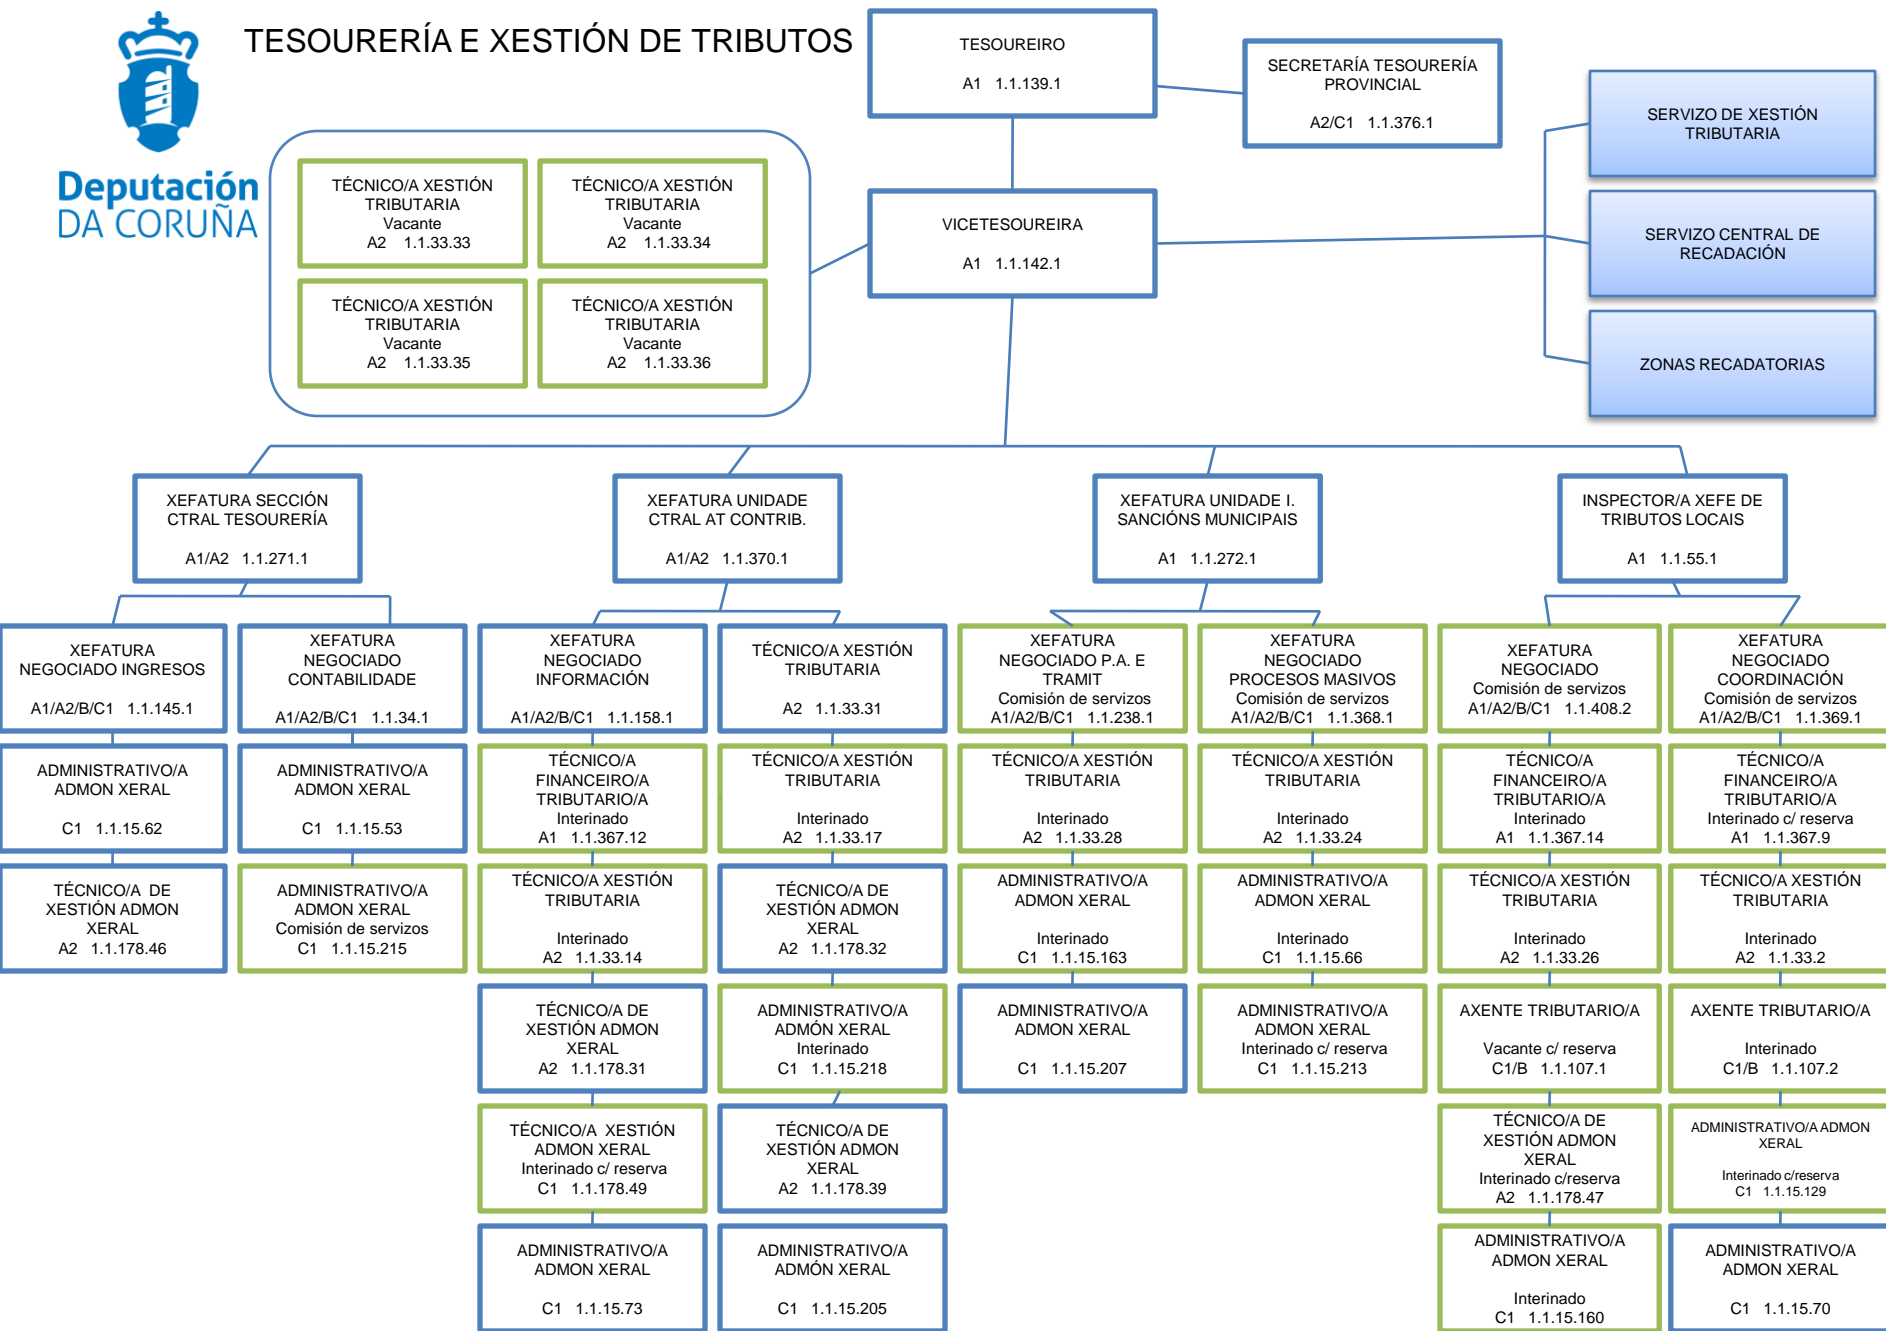 TESOURERÍA E XESTIÓN DE TRIBUTOS
Deputación
DA CORUÑA
TESOUREIRO
A1 1.1.139.1
SECRETARÍA TESOURERÍA
PROVINCIAL
A2/C1 1.1.376.1
SERVIZO DE XESTIÓN
TRIBUTARIA
SERVIZO CENTRAL DE
RECADACIÓN
ZONAS RECADATORIAS
TÉCNICO/A XESTIÓN
TRIBUTARIA
Vacante
A2 1.1.33.33
TÉCNICO/A XESTIÓN
TRIBUTARIA
Vacante
A2 1.1.33.34
TÉCNICO/A XESTIÓN
TRIBUTARIA
Vacante
A2 1.1.33.35
TÉCNICO/A XESTIÓN
TRIBUTARIA
Vacante
A2 1.1.33.36
VICETESOUREIRA
A1 1.1.142.1
XEFATURA SECCIÓN
CTRAL TESOURERÍA
A1/A2 1.1.271.1
XEFATURA UNIDADE
CTRAL AT CONTRIB.
A1/A2 1.1.370.1
XEFATURA UNIDADE I.
SANCIÓNS MUNICIPAIS
A1 1.1.272.1
INSPECTOR/A XEFE DE
TRIBUTOS LOCAIS
A1 1.1.55.1
XEFATURA
NEGOCIADO INGRESOS
A1/A2/B/C1 1.1.145.1
ADMINISTRATIVO/A
ADMON XERAL
C1 1.1.15.62
TÉCNICO/A DE
XESTIÓN ADMON
XERAL
A2 1.1.178.46
XEFATURA
NEGOCIADO
CONTABILIDADE
A1/A2/B/C1 1.1.34.1
ADMINISTRATIVO/A
ADMON XERAL
C1 1.1.15.53
ADMINISTRATIVO/A
ADMON XERAL
Comisión de servizos
C1 1.1.15.215
XEFATURA
NEGOCIADO
INFORMACIÓN
A1/A2/B/C1 1.1.158.1
TÉCNICO/A
FINANCEIRO/A
TRIBUTARIO/A
Interinado
A1 1.1.367.12
TÉCNICO/A XESTIÓN
TRIBUTARIA
Interinado
A2 1.1.33.14
TÉCNICO/A DE
XESTIÓN ADMON
XERAL
A2 1.1.178.31
TÉCNICO/A XESTIÓN
ADMON XERAL
Interinado c/ reserva
C1 1.1.178.49
ADMINISTRATIVO/A
ADMON XERAL
C1 1.1.15.73
TÉCNICO/A XESTIÓN
TRIBUTARIA
A2 1.1.33.31
TÉCNICO/A XESTIÓN
TRIBUTARIA
Interinado
A2 1.1.33.17
TÉCNICO/A DE
XESTIÓN ADMON
XERAL
A2 1.1.178.32
ADMINISTRATIVO/A
ADMÓN XERAL
Interinado
C1 1.1.15.218
TÉCNICO/A DE
XESTIÓN ADMON
XERAL
A2 1.1.178.39
ADMINISTRATIVO/A
ADMÓN XERAL
C1 1.1.15.205
XEFATURA
NEGOCIADO P.A. E
TRAMIT
Comisión de servizos
A1/A2/B/C1 1.1.238.1
TÉCNICO/A XESTIÓN
TRIBUTARIA
Interinado
A2 1.1.33.28
ADMINISTRATIVO/A
ADMON XERAL
Interinado
C1 1.1.15.163
ADMINISTRATIVO/A
ADMON XERAL
C1 1.1.15.207
XEFATURA
NEGOCIADO
PROCESOS MASIVOS
Comisión de servizos
A1/A2/B/C1 1.1.368.1
TÉCNICO/A XESTIÓN
TRIBUTARIA
Interinado
A2 1.1.33.24
ADMINISTRATIVO/A
ADMON XERAL
Interinado
C1 1.1.15.66
ADMINISTRATIVO/A
ADMON XERAL
Interinado c/ reserva
C1 1.1.15.213
XEFATURA
NEGOCIADO
Comisión de servizos
A1/A2/B/C1 1.1.408.2
TÉCNICO/A
FINANCEIRO/A
TRIBUTARIO/A
Interinado
A1 1.1.367.14
TÉCNICO/A XESTIÓN
TRIBUTARIA
Interinado
A2 1.1.33.26
AXENTE TRIBUTARIO/A
Vacante c/ reserva
C1/B 1.1.107.1
TÉCNICO/A DE
XESTIÓN ADMON
XERAL
Interinado c/reserva
A2 1.1.178.47
ADMINISTRATIVO/A
ADMON XERAL
Interinado
C1 1.1.15.160
XEFATURA
NEGOCIADO
COORDINACIÓN
Comisión de servizos
A1/A2/B/C1 1.1.369.1
TÉCNICO/A
FINANCEIRO/A
TRIBUTARIO/A
Interinado c/ reserva
A1 1.1.367.9
TÉCNICO/A XESTIÓN
TRIBUTARIA
Interinado
A2 1.1.33.2
AXENTE TRIBUTARIO/A
Interinado
C1/B 1.1.107.2
ADMINISTRATIVO/A ADMON
XERAL
Interinado c/reserva
C1 1.1.15.129
ADMINISTRATIVO/A
ADMON XERAL
C1 1.1.15.70